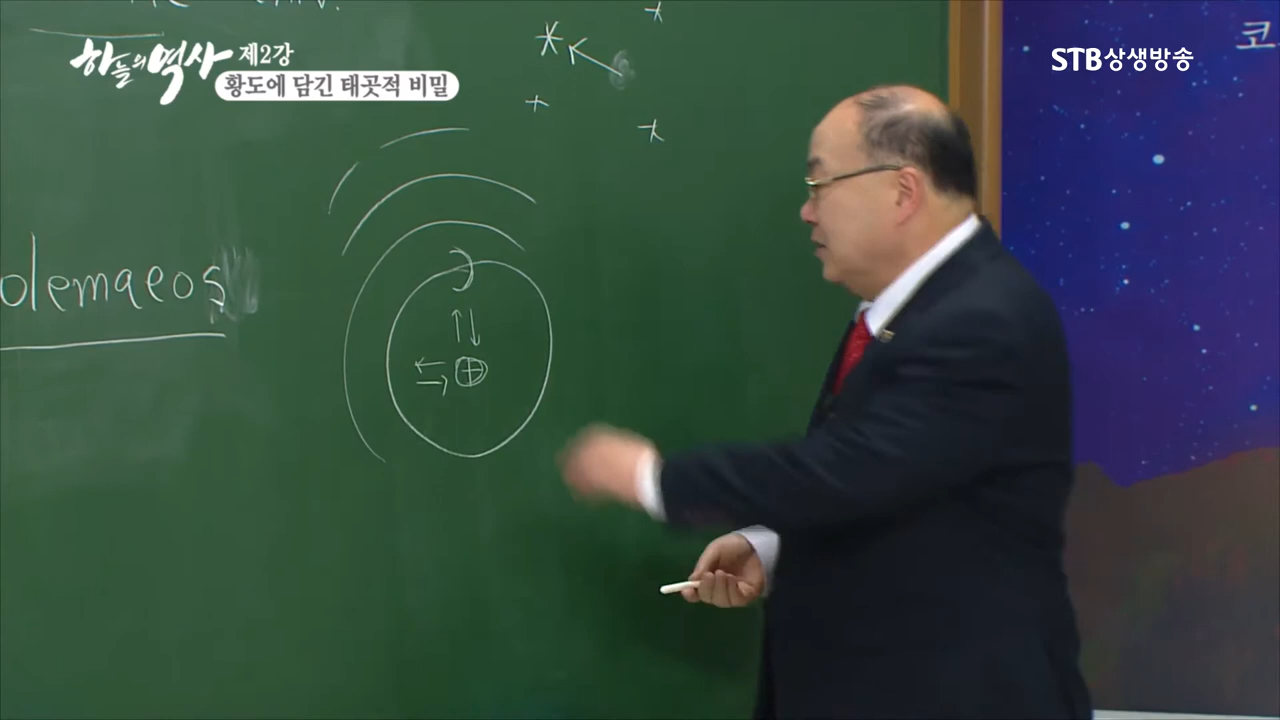 하늘의 역사 제2강
황도에 담긴 태곳적 비밀
STB상생방송
코
olemaeos